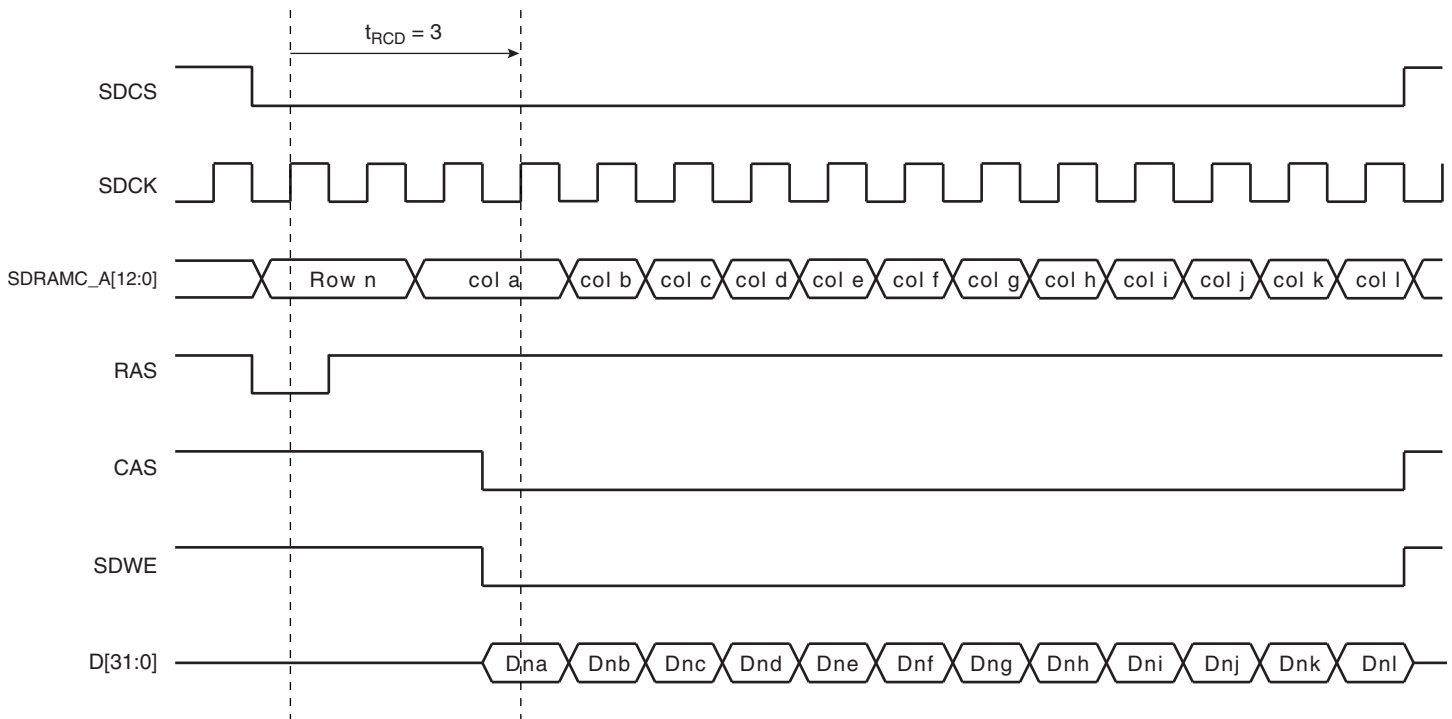 tRCD = 3
SDCS
SDCK
SDRAMC_A[12:0] Row n col a col b col c col d col e col f col g col h col i col j col k col l
RAS
CAS
SDWE
D[31:0] Dna Dnb Dnc Dnd Dne Dnf Dng Dnh Dni Dnj Dnk Dnl